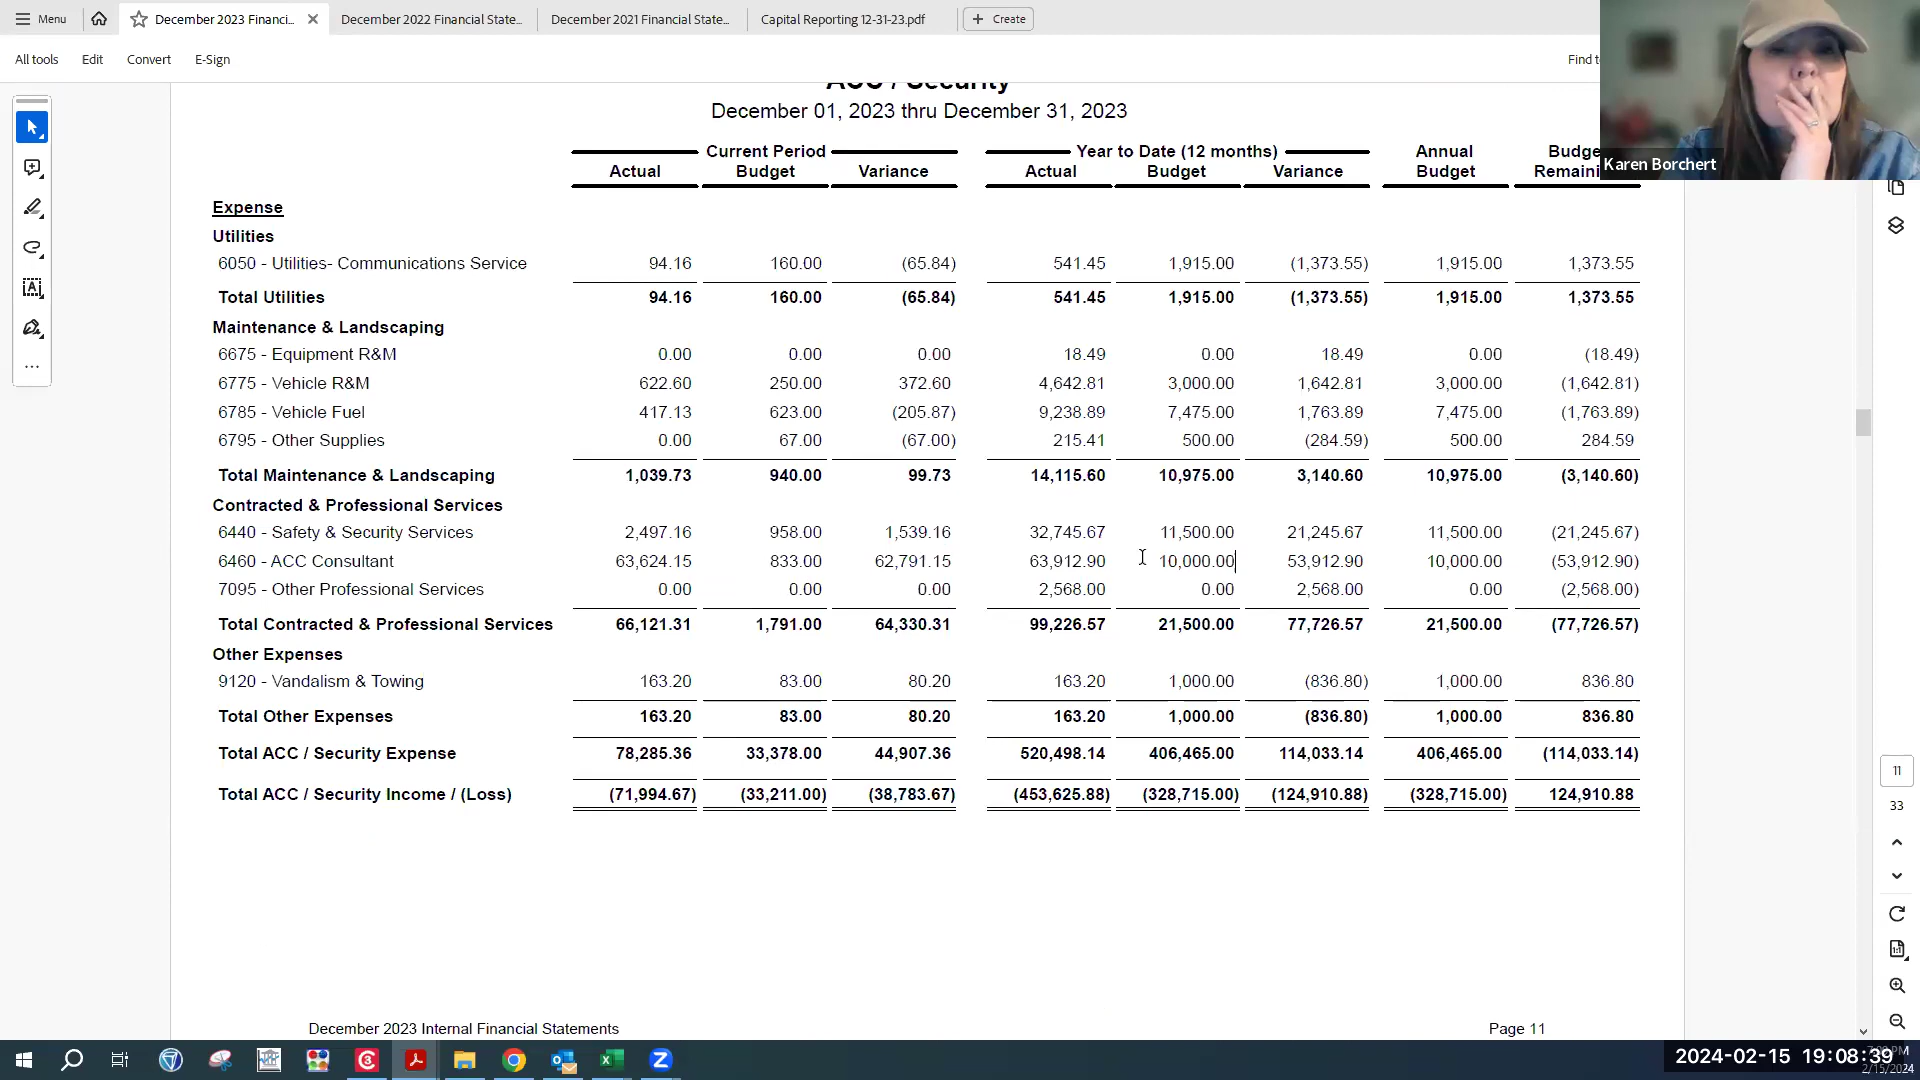 Menu December 2023 Financi... December 2022 Financial State... December 2021 Financial State... Capital Reporting 12-31-23.pdf + Create
All tools Edit Convert E-Sign Find t
ACC / Security
December 01, 2023 thru December 31, 2023
Current Period Year to Date (12 months) Annual Budge
Actual Budget Variance Actual Budget Variance Budget Remaining
Karen Borchert
Expense
Utilities
6050 - Utilities- Communications Service 94.16 160.00 (65.84) 541.45 1,915.00 (1,373.55) 1,915.00 1,373.55
Total Utilities 94.16 160.00 (65.84) 541.45 1,915.00 (1,373.55) 1,915.00 1,373.55
Maintenance & Landscaping
6675 - Equipment R&M 0.00 0.00 0.00 18.49 0.00 18.49 0.00 (18.49)
6775 - Vehicle R&M 622.60 250.00 372.60 4,642.81 3,000.00 1,642.81 3,000.00 (1,642.81)
6785 - Vehicle Fuel 417.13 623.00 (205.87) 9,238.89 7,475.00 1,763.89 7,475.00 (1,763.89)
6795 - Other Supplies 0.00 67.00 (67.00) 215.41 500.00 (284.59) 500.00 284.59
Total Maintenance & Landscaping 1,039.73 940.00 99.73 14,115.60 10,975.00 3,140.60 10,975.00 (3,140.60)
Contracted & Professional Services
6440 - Safety & Security Services 2,497.16 958.00 1,539.16 32,745.67 11,500.00 21,245.67 11,500.00 (21,245.67)
6460 - ACC Consultant 63,624.15 833.00 62,791.15 63,912.90 10,000.00 53,912.90 10,000.00 (53,912.90)
7095 - Other Professional Services 0.00 0.00 0.00 2,568.00 0.00 2,568.00 0.00 (2,568.00)
Total Contracted & Professional Services 66,121.31 1,791.00 64,330.31 99,226.57 21,500.00 77,726.57 21,500.00 (77,726.57)
Other Expenses
9120 - Vandalism & Towing 163.20 83.00 80.20 163.20 1,000.00 (836.80) 1,000.00 836.80
Total Other Expenses 163.20 83.00 80.20 163.20 1,000.00 (836.80) 1,000.00 836.80
Total ACC / Security Expense 78,285.36 33,378.00 44,907.36 520,498.14 406,465.00 114,033.14 406,465.00 (114,033.14)
Total ACC / Security Income / (Loss) (71,994.67) (33,211.00) (38,783.67) (453,625.88) (328,715.00) (124,910.88) (328,715.00) 124,910.88
11
33
December 2023 Internal Financial Statements Page 11
2024-02-15 19:08:39
2/15/2024